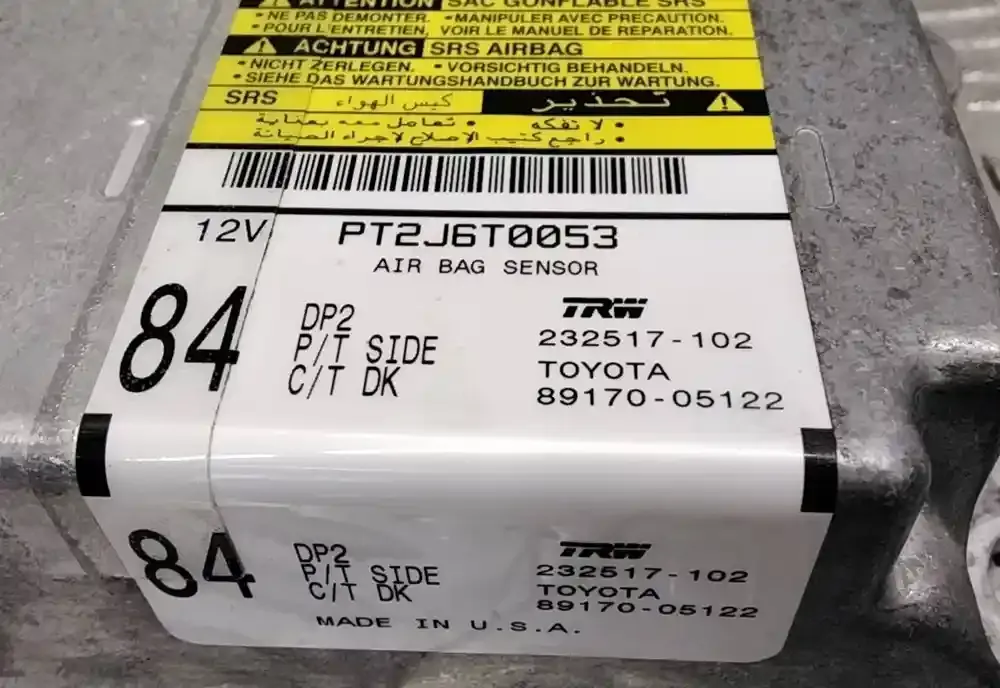 ATTENTION SAC GONFLABLE SRS
• NE PAS DEMONTER. • MANIPULER AVEC PRECAUTION.
• POUR L'ENTRETIEN, VOIR LE MANUEL DE REPARATION.
ACHTUNG SRS AIRBAG
• NICHT ZERLEGEN. • VORSICHTIG BEHANDELN.
• SIEHE DAS WARTUNGSHANDBUCH ZUR WARTUNG.
تحذير كيس الهواء SRS
• لا تفكه • تعامل معه بعناية
• راجع كتيب الاصلاح لاجراء الصيانة
12V PT2J6T0053
AIR BAG SENSOR
84
DP2
P/T SIDE
C/T DK
TRW
232517-102
TOYOTA
89170-05122
84
DP2
P/T SIDE
C/T DK
TRW
232517-102
TOYOTA
89170-05122
MADE IN U.S.A.